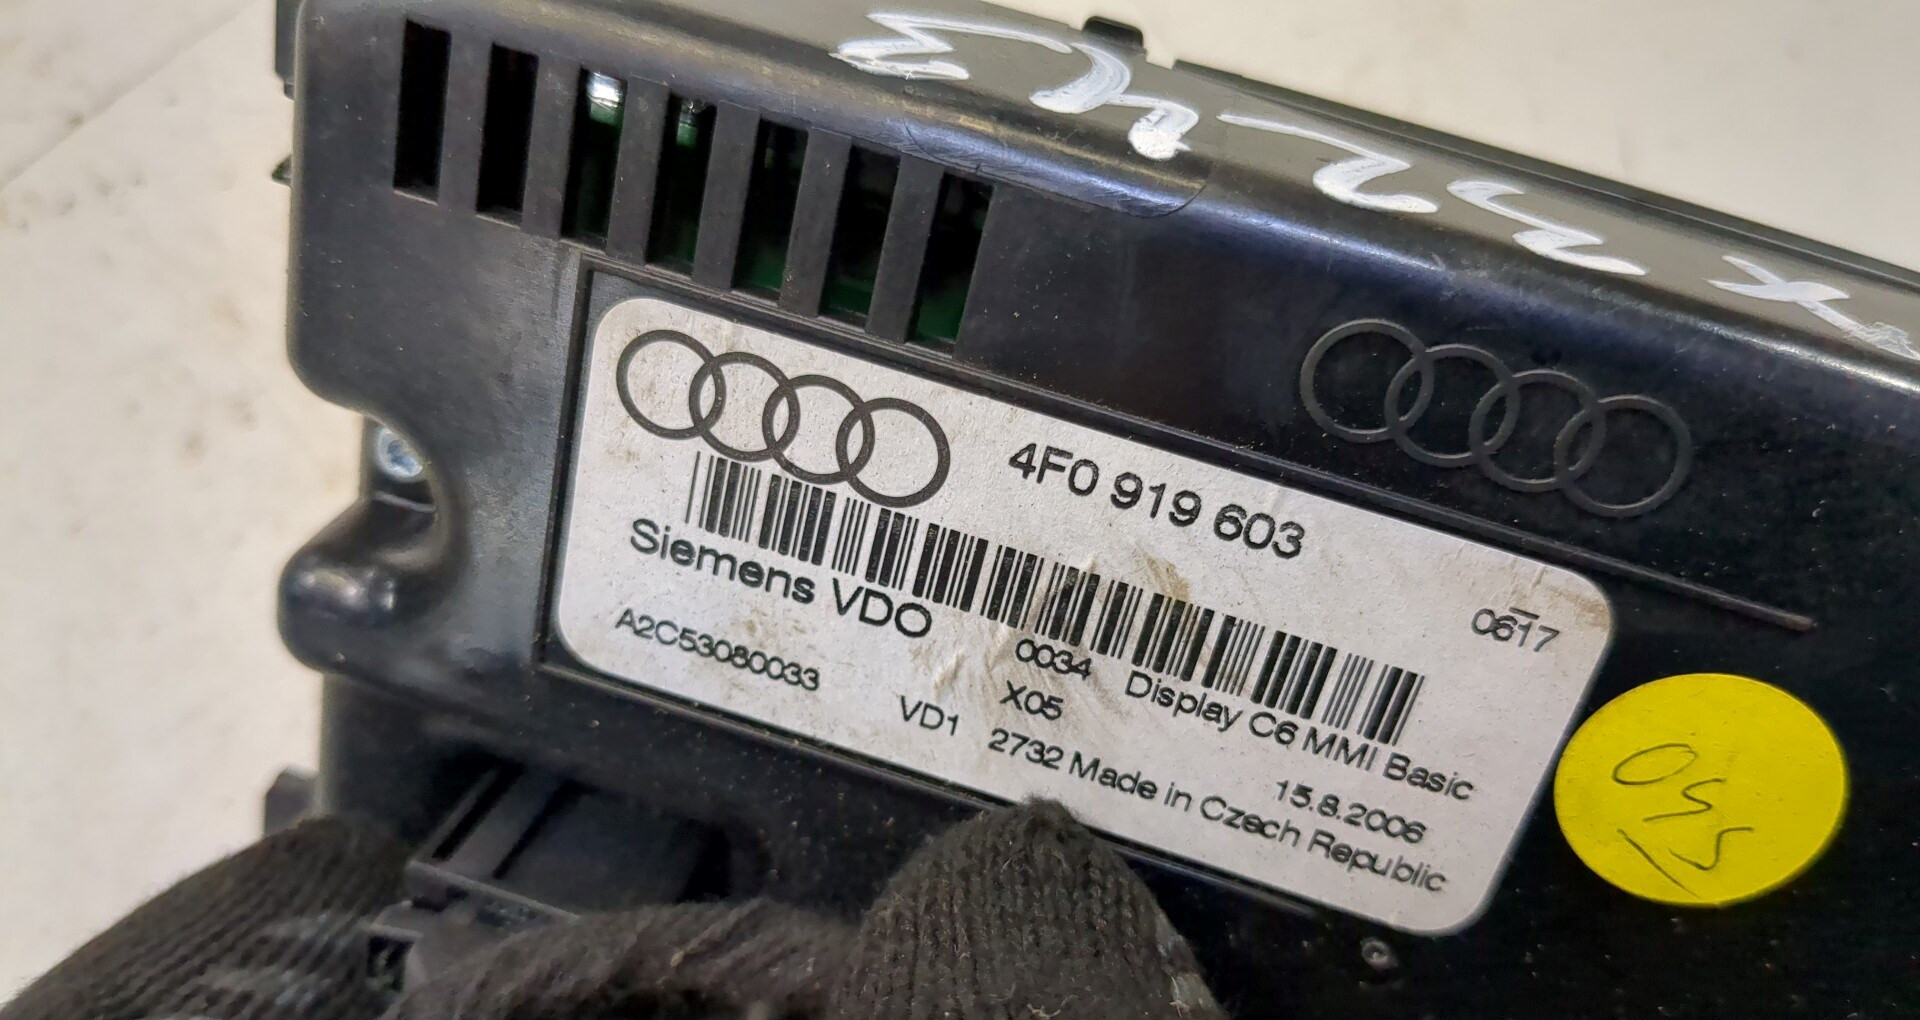 4F0 919 603
0617
Siemens VDO
0034 Display C6 MMI Basic
A2C53080033
X05
15.8.2006
VD1 2732 Made in Czech Republic